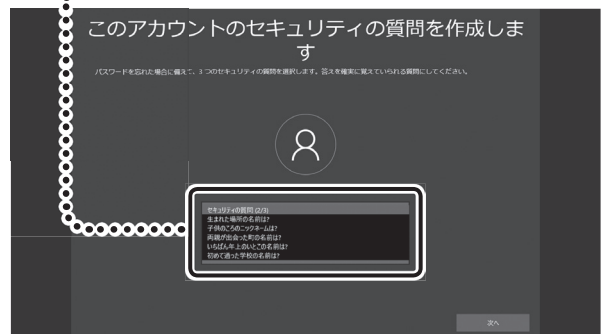 このアカウントのセキュリティの質問を作成しま
す
パスワードを忘れた場合に備えて、3 つのセキュリティの質問を選択します。答えを確実に覚えていられる質問にしてください。
セキュリティの質問 (2/3)
生まれた場所の名前は?
子供のころのニックネームは?
両親が出会った町の名前は?
いちばん年上のいとこの名前は?
初めて通った学校の名前は?
次へ